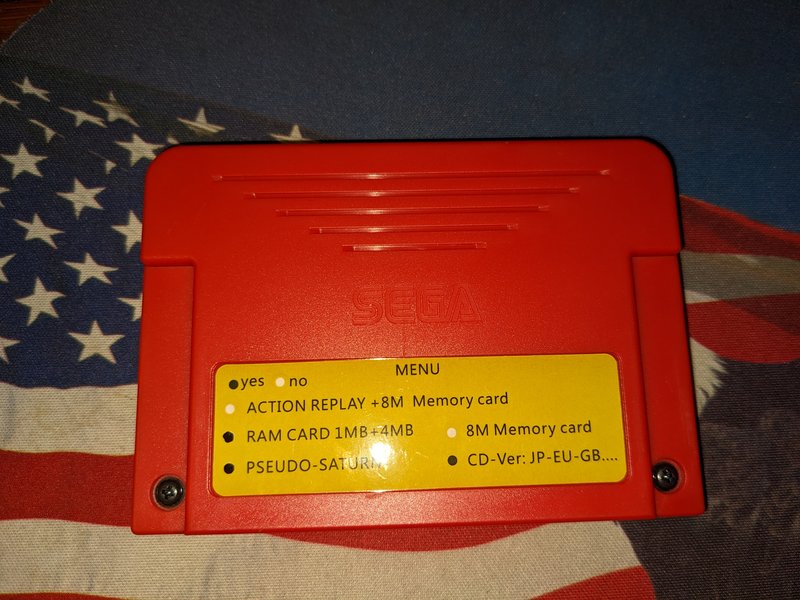 SEGA
MENU
yes no
ACTION REPLAY +8M Memory card
RAM CARD 1MB+4MB 8M Memory card
PSEUDO-SATURN CD-Ver: JP-EU-GB....